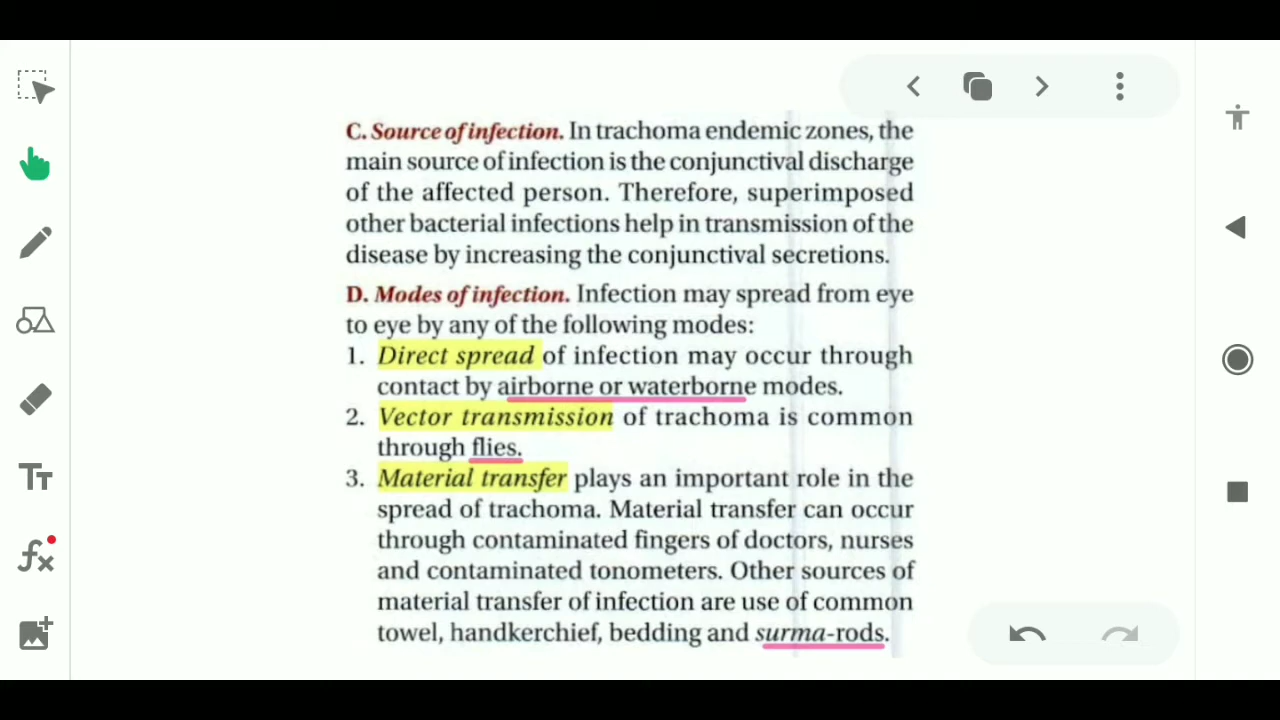 C. Source of infection. In trachoma endemic zones, the
main source of infection is the conjunctival discharge
of the affected person. Therefore, superimposed
other bacterial infections help in transmission of the
disease by increasing the conjunctival secretions.
D. Modes of infection. Infection may spread from eye
to eye by any of the following modes:
1. Direct spread of infection may occur through
contact by airborne or waterborne modes.
2. Vector transmission of trachoma is common
through flies.
3. Material transfer plays an important role in the
spread of trachoma. Material transfer can occur
through contaminated fingers of doctors, nurses
and contaminated tonometers. Other sources of
material transfer of infection are use of common
towel, handkerchief, bedding and surma-rods.
Tт
fx